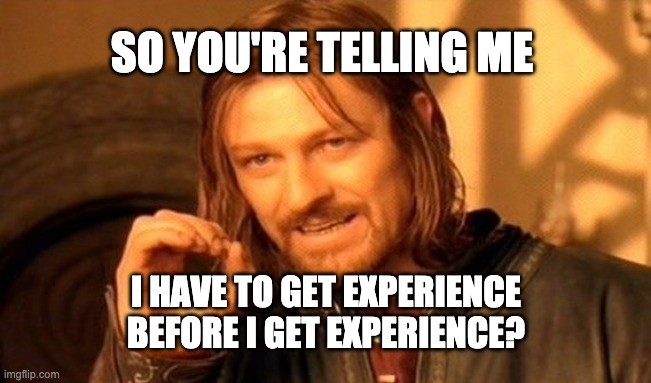 SO YOU'RE TELLING ME
I HAVE TO GET EXPERIENCE
BEFORE I GET EXPERIENCE?
imgflip.com